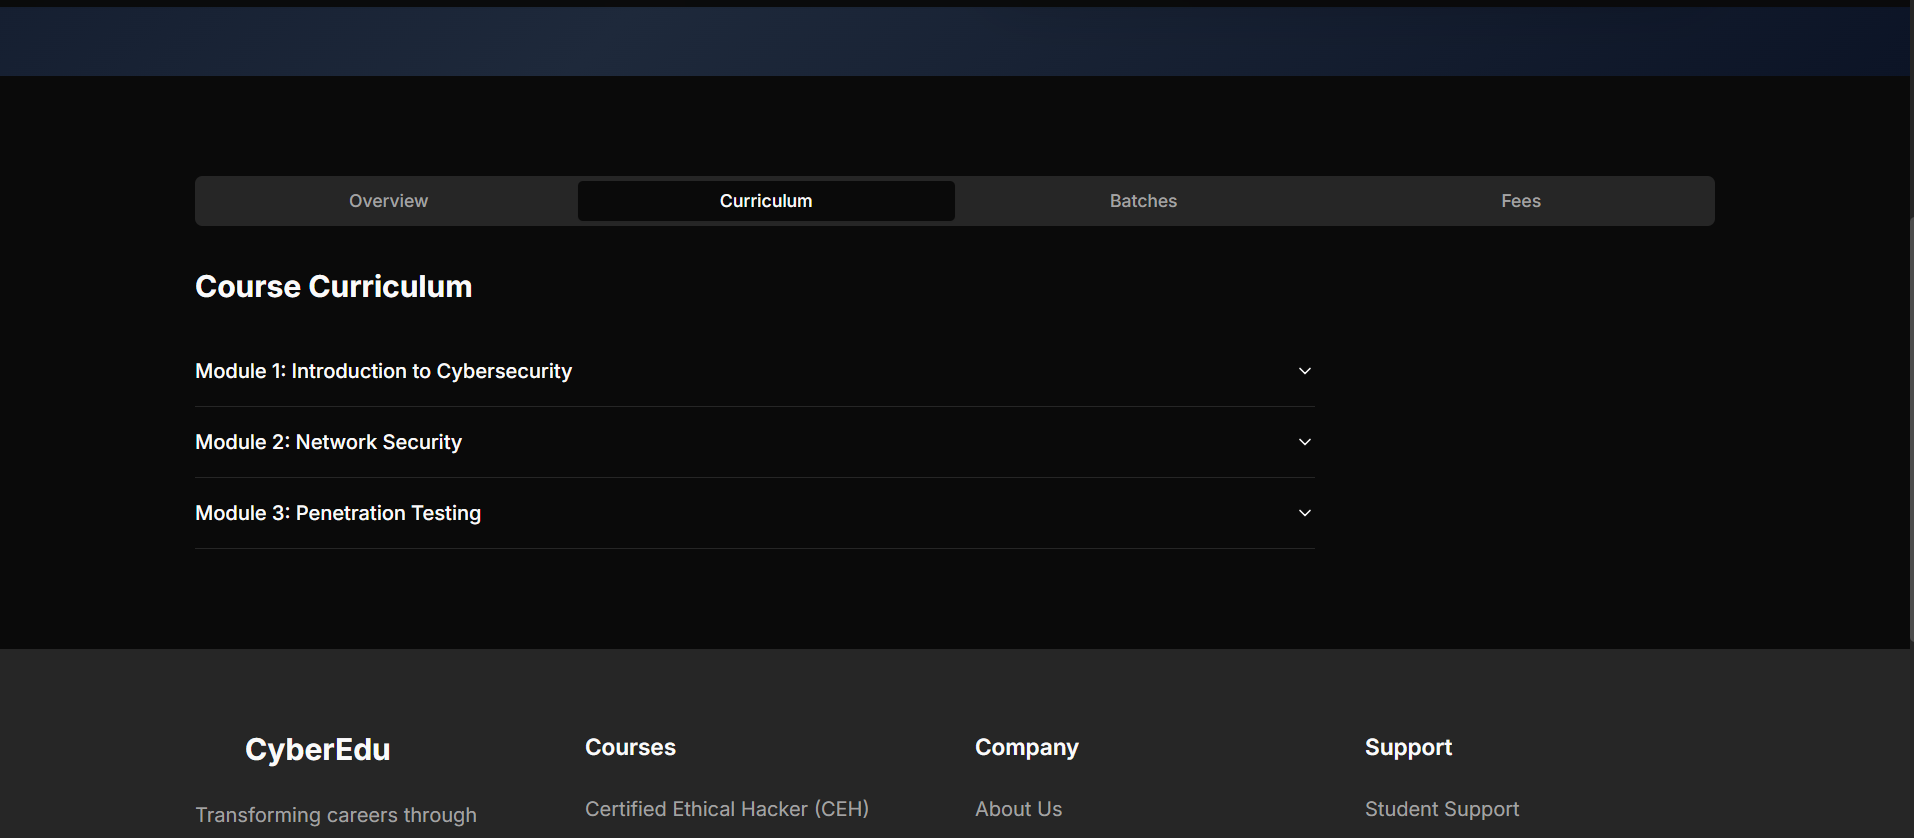 Overview
Curriculum
Batches
Fees
Course Curriculum
Module 1: Introduction to Cybersecurity
Module 2: Network Security
Module 3: Penetration Testing
CyberEdu
Transforming careers through
Courses
Certified Ethical Hacker (CEH)
Company
About Us
Support
Student Support